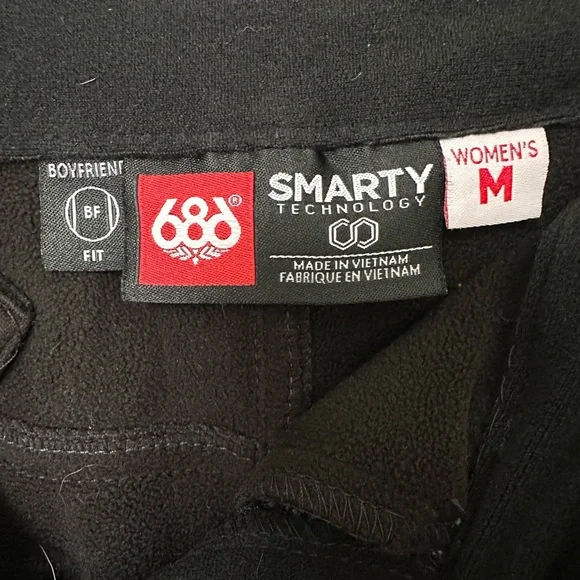 BOYFRIEND
BF
FIT
686®
SMARTY
TECHNOLOGY
MADE IN VIETNAM
FABRIQUE EN VIETNAM
WOMEN'S
M